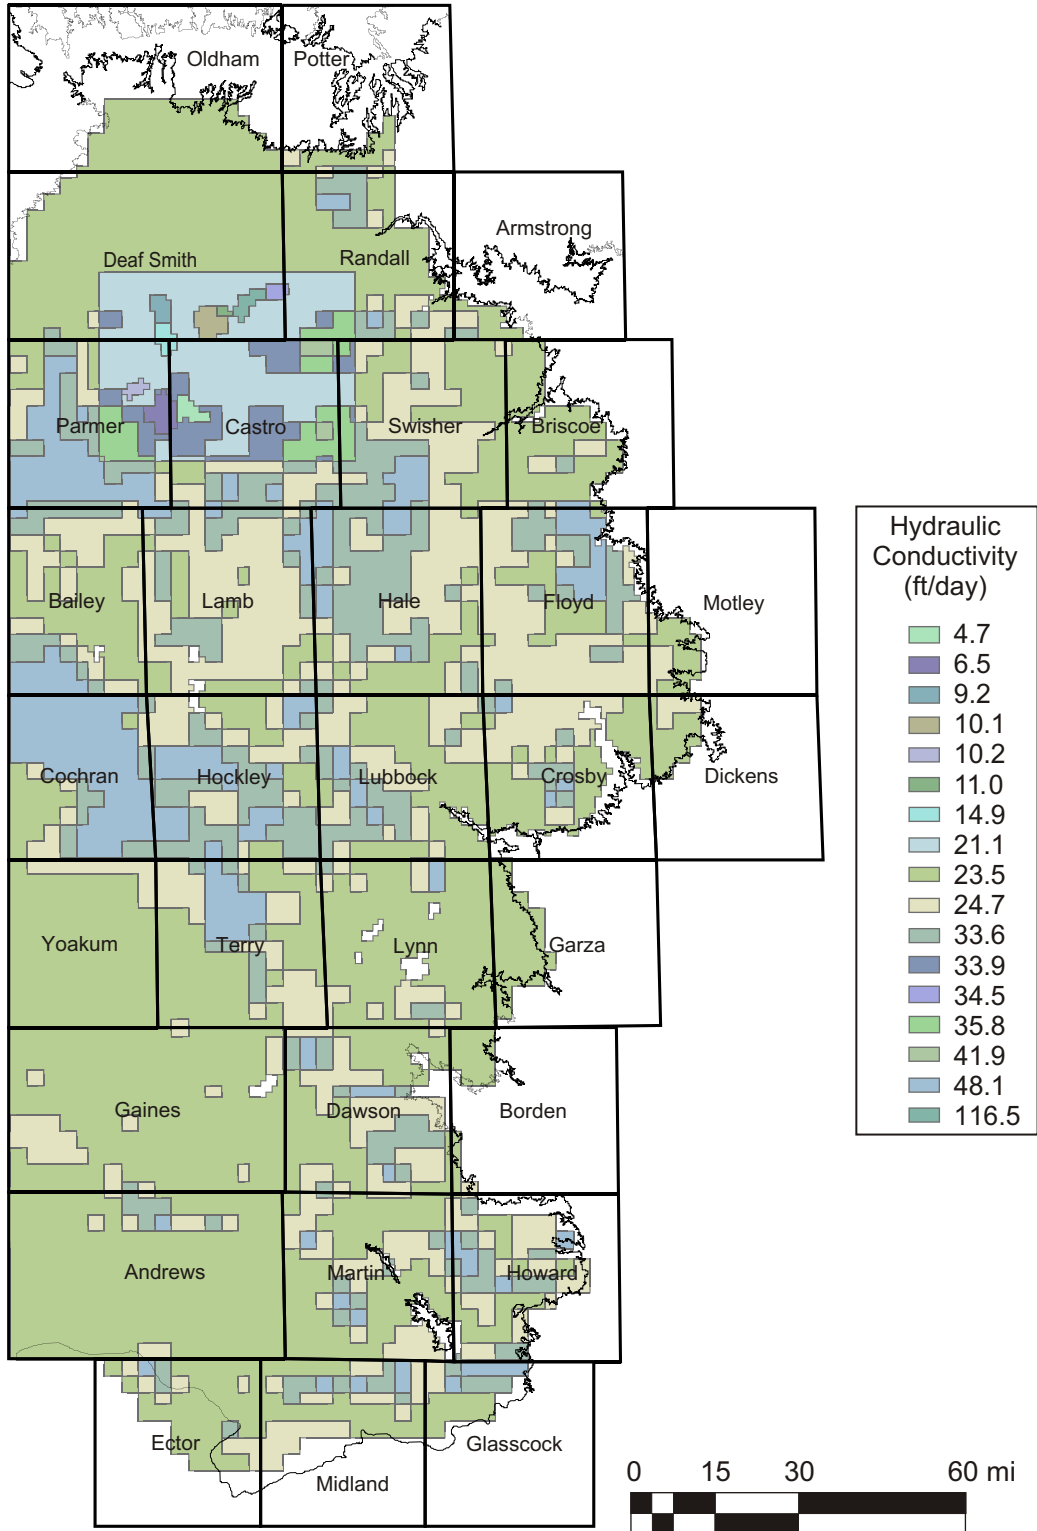 Oldham
Potter
Armstrong
Deaf Smith
Randall
Parmer
Castro
Swisher
Briscoe
Bailey
Lamb
Hale
Floyd
Motley
Cochran
Hockley
Lubbock
Crosby
Dickens
Yoakum
Terry
Lynn
Garza
Gaines
Dawson
Borden
Andrews
Martin
Howard
Ector
Midland
Glasscock
Hydraulic
Conductivity
(ft/day)
4.7
6.5
9.2
10.1
10.2
11.0
14.9
21.1
23.5
24.7
33.6
33.9
34.5
35.8
41.9
48.1
116.5
0 15 30 60 mi